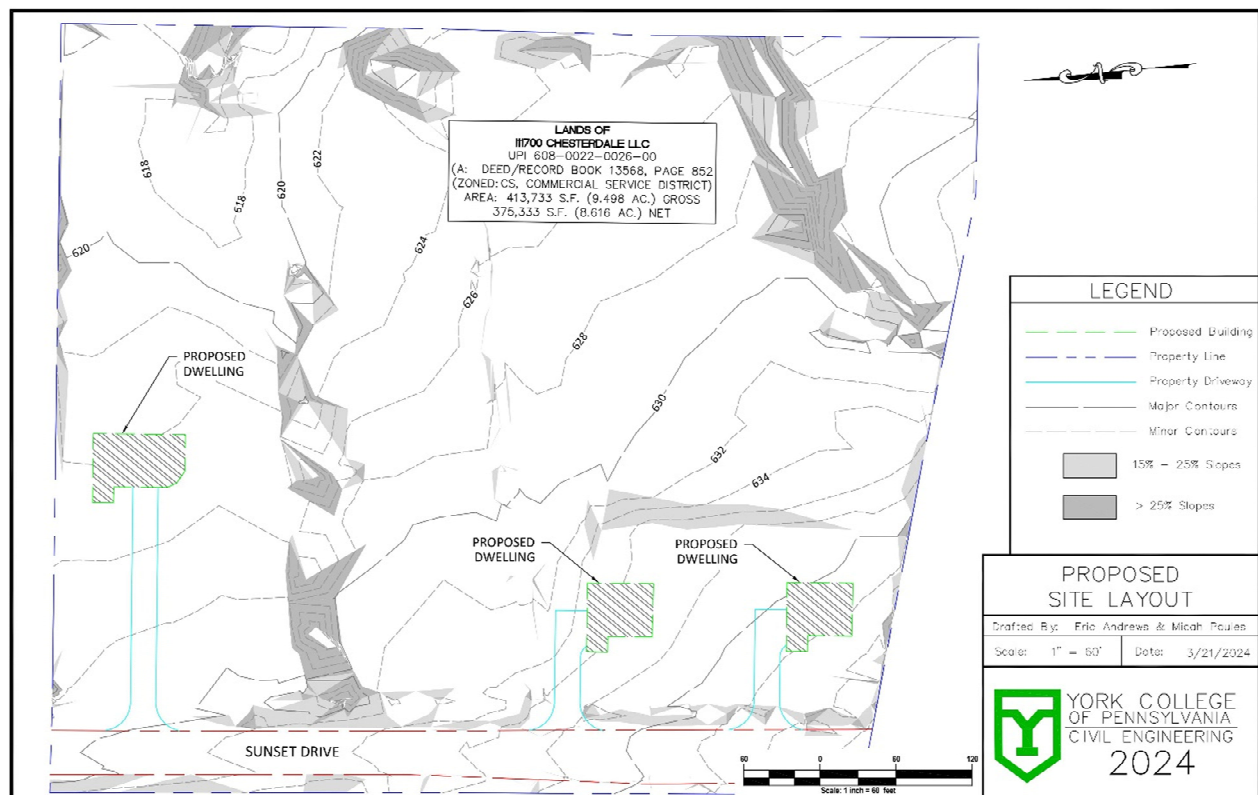 LANDS OF
III700 CHESTERDALE LLC
UPI 608-0022-0026-00
(A: DEED/RECORD BOOK 13568, PAGE 852
(ZONED:CS, COMMERCIAL SERVICE DISTRICT)
AREA: 413,733 S.F. (9.498 AC.) GROSS
375,333 S.F. (8.616 AC.) NET
618
618
620
622
620
624
626
628
630
632
634
PROPOSED
DWELLING
PROPOSED
DWELLING
PROPOSED
DWELLING
SUNSET DRIVE
60
0
60
120
Scale: 1 inch = 60 feet
N
LEGEND
Proposed Building
Property Line
Property Driveway
Major Contours
Minor Contours
15% - 25% Slopes
> 25% Slopes
PROPOSED
SITE LAYOUT
Drafted By: Eric Andrews & Micah Poules
Scale: 1" = 60' Date: 3/21/2024
Y
YORK COLLEGE
OF PENNSYLVANIA
CIVIL ENGINEERING
2024